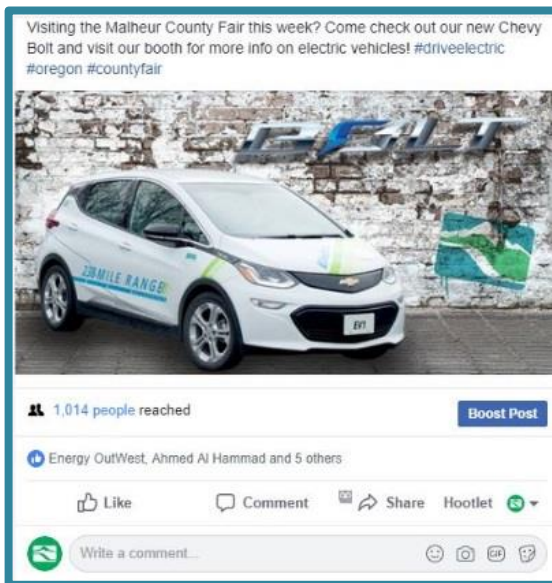 Visiting the Malheur County Fair this week? Come check out our new Chevy
Bolt and visit our booth for more info on electric vehicles! #driveelectric
#oregon #countyfair
BOLT
238 MILE RANGE
EV1
1,014 people reached
Boost Post
Energy OutWest, Ahmed Al Hammad and 5 others
Like Comment Share Hootlet
Write a comment...
GIF